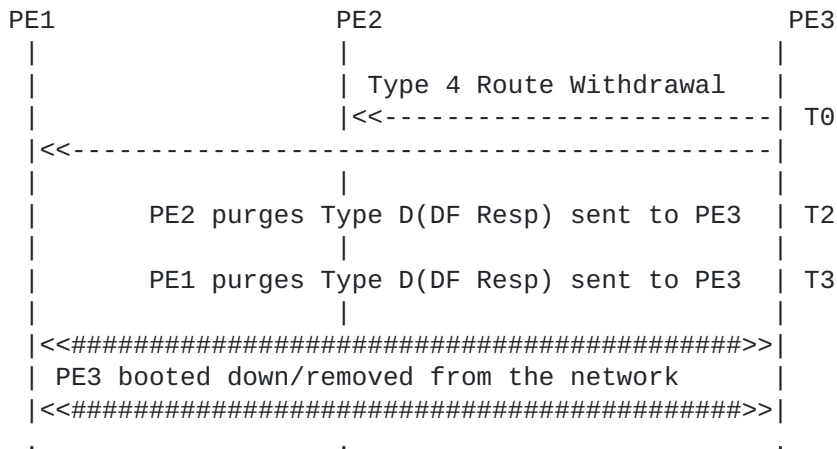 PE1 PE2 PE3
| | |
| | Type 4 Route Withdrawal |
| |<<-------------------------| T0
|<<---------------------------------------------|
| | |
| PE2 purges Type D(DF Resp) sent to PE3 | T2
| | |
| PE1 purges Type D(DF Resp) sent to PE3 | T3
| | |
|<<###########################################>>|
| PE3 booted down/removed from the network |
|<<###########################################>>|
. . .